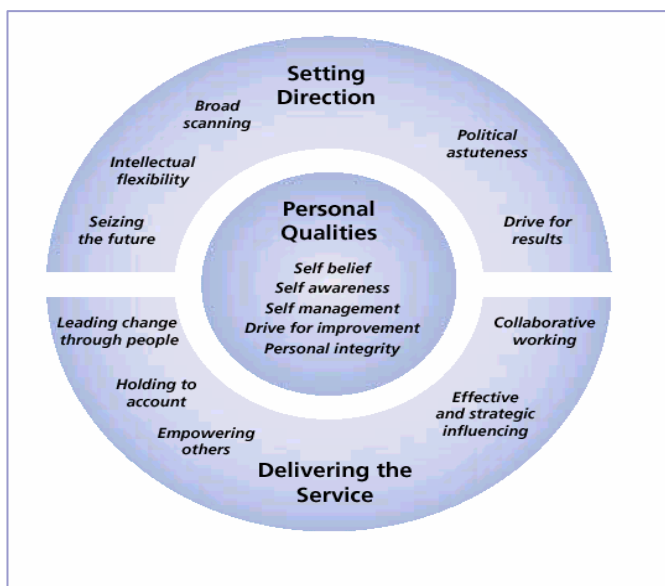 Setting
Direction
Broad
scanning
Political
astuteness
Intellectual
flexibility
Seizing
the future
Drive for
results
Personal
Qualities
Self belief
Self awareness
Self management
Drive for improvement
Personal integrity
Leading change
through people
Collaborative
working
Holding to
account
Effective
and strategic
influencing
Empowering
others
Delivering the
Service